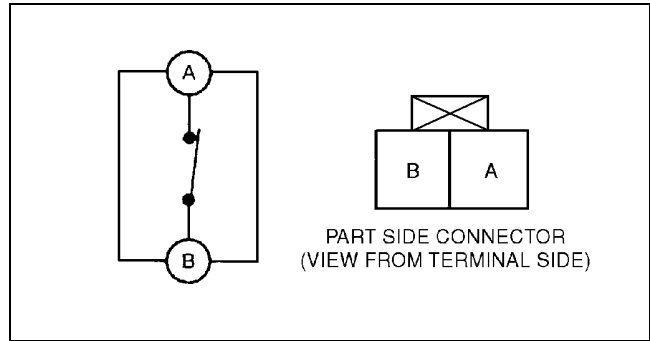 A
B
B A
PART SIDE CONNECTOR
(VIEW FROM TERMINAL SIDE)